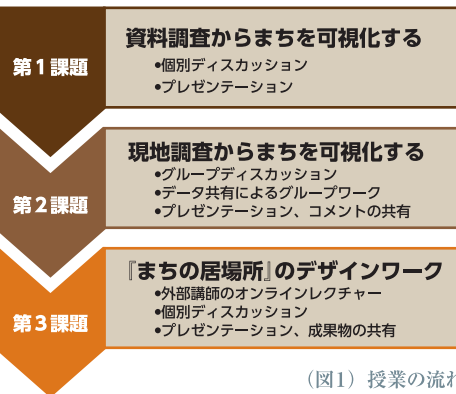 第1課題
資料調査からまちを可視化する
•個別ディスカッション
•プレゼンテーション
第2課題
現地調査からまちを可視化する
•グループディスカッション
•データ共有によるグループワーク
•プレゼンテーション、コメントの共有
第3課題
『まちの居場所』のデザインワーク
•外部講師のオンラインレクチャー
•個別ディスカッション
•プレゼンテーション、成果物の共有
（図1）授業の流れ